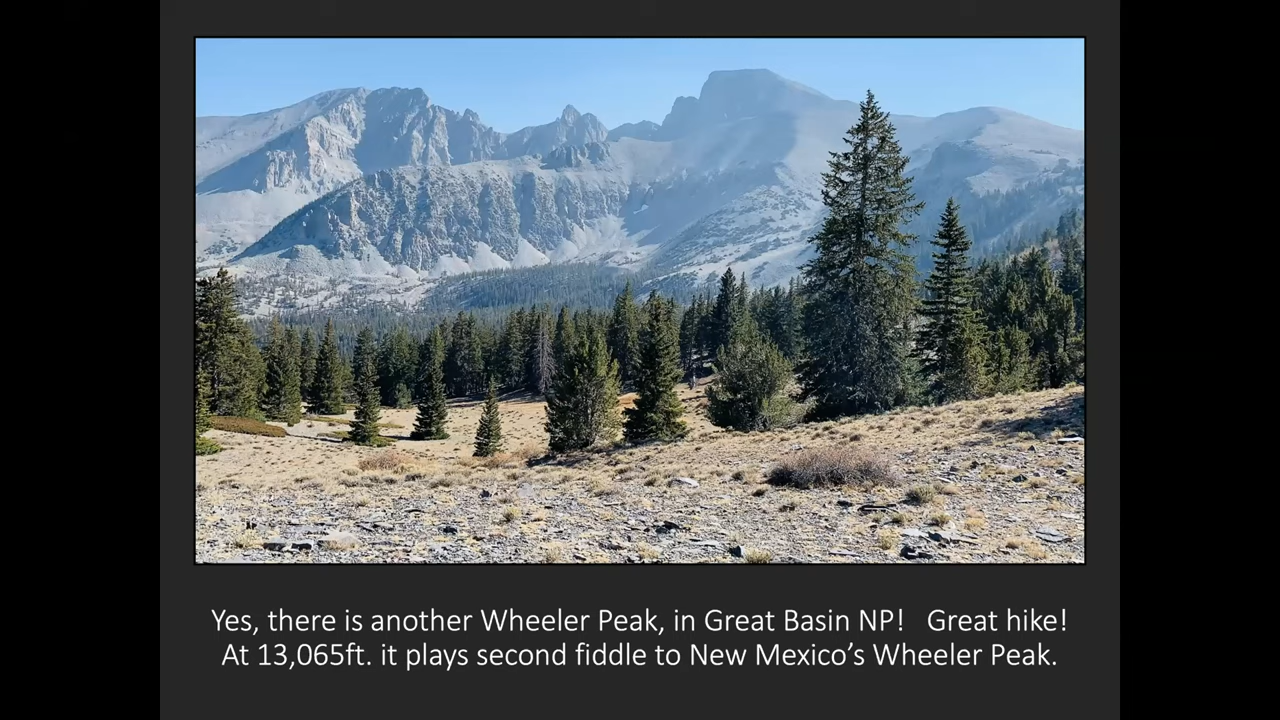 Yes, there is another Wheeler Peak, in Great Basin NP!   Great hike!
At 13,065ft. it plays second fiddle to New Mexico’s Wheeler Peak.